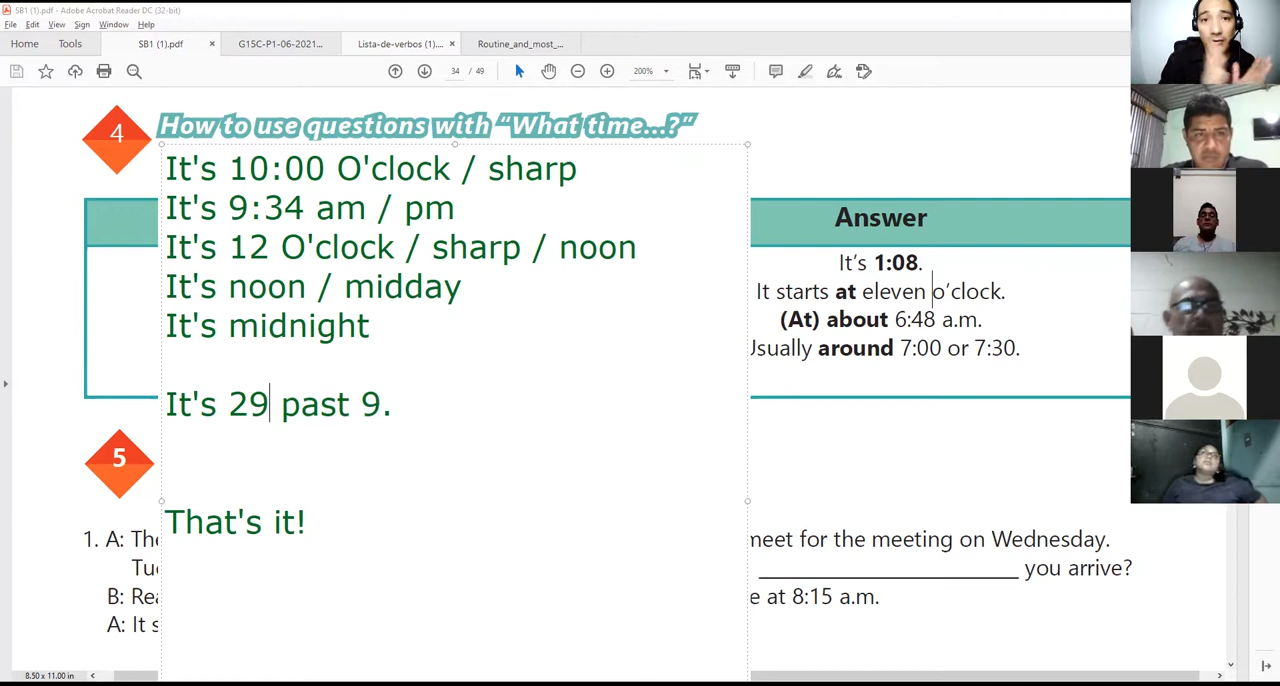 SB1 (1).pdf - Adobe Acrobat Reader DC (32-bit)
File Edit View Sign Window Help
Home Tools SB1 (1).pdf × G15C-P1-06-2021... Lista-de-verbos (1).... × Routine_and_most_...
34 / 49 200%
4 How to use questions with “What time...?”
It's 10:00 O'clock / sharp
It's 9:34 am / pm
It's 12 O'clock / sharp / noon
It's noon / midday
It's midnight
It's 29 past 9.
That's it!
Answer
It’s 1:08.
It starts at eleven o’clock.
(At) about 6:48 a.m.
Usually around 7:00 or 7:30.
5
1. A: The meet for the meeting on Wednesday.
Tue ______ you arrive?
B: Rea e at 8:15 a.m.
A: It s
8.50 x 11.00 in